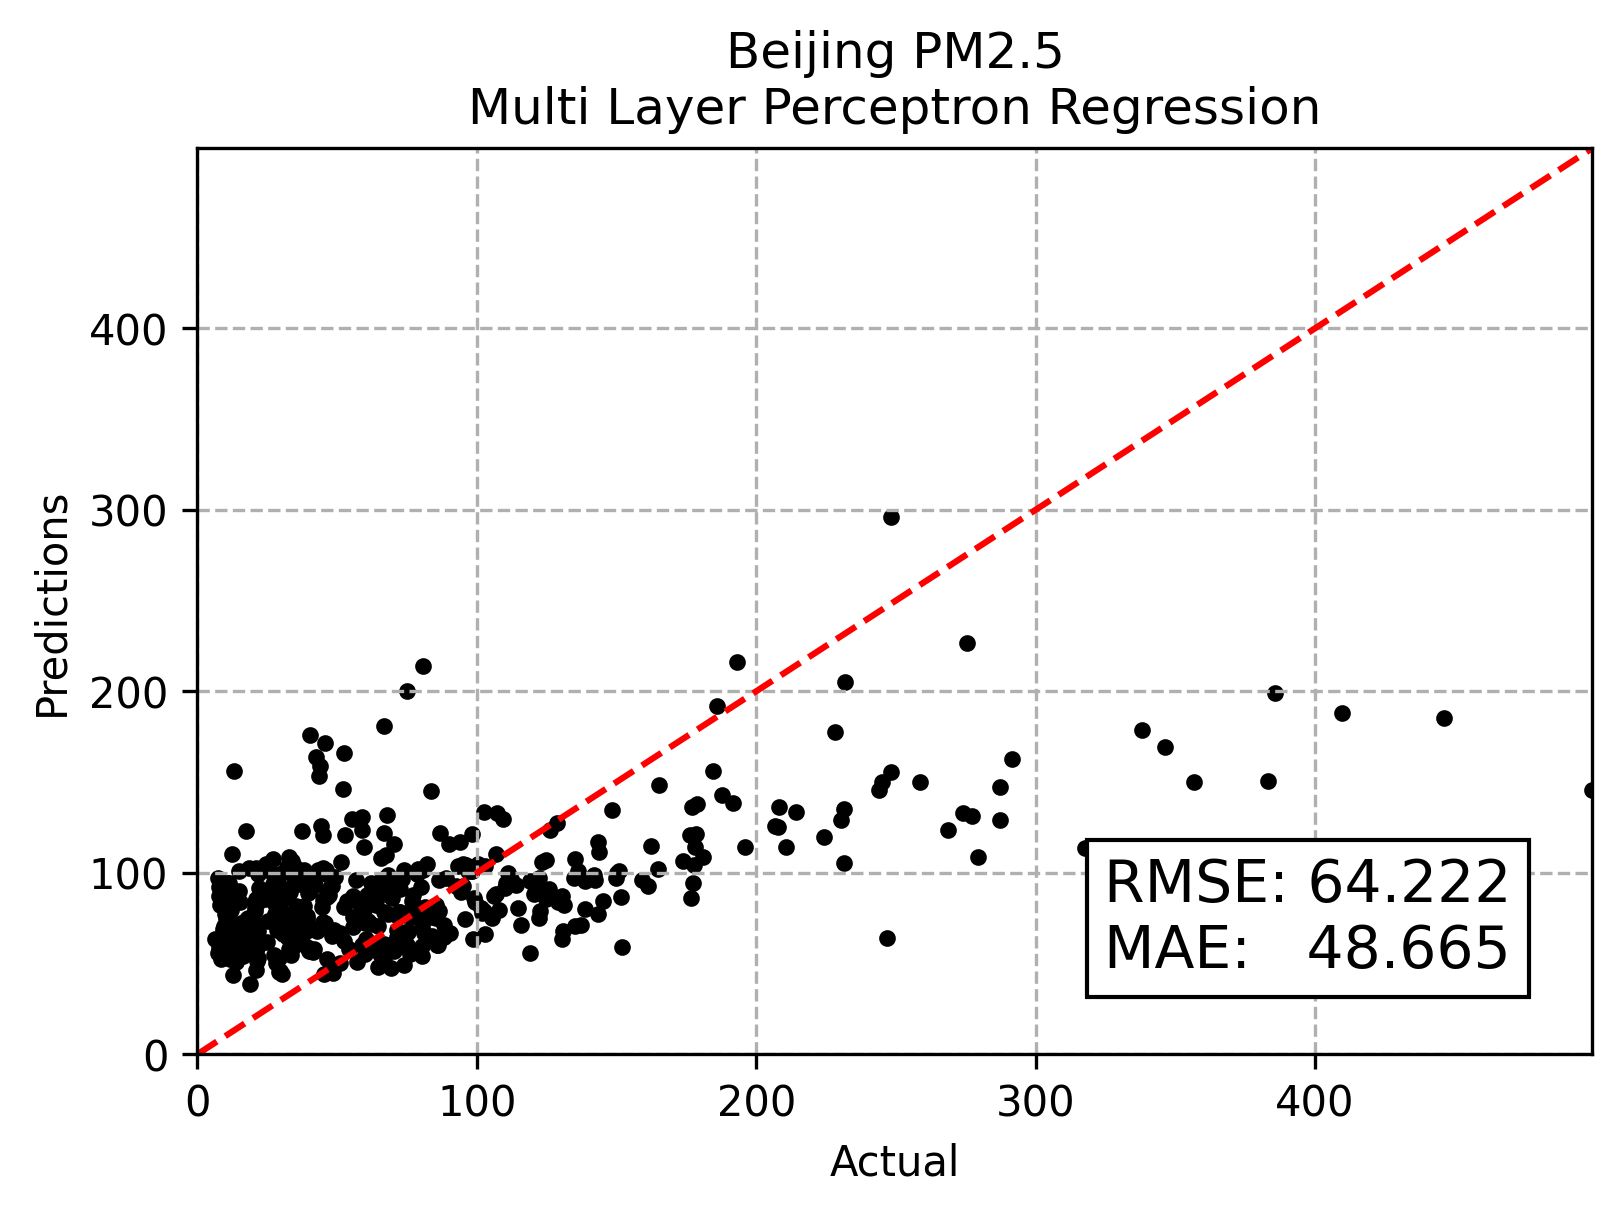 Beijing PM2.5
Multi Layer Perceptron Regression
Predictions
400
300
200
100
0
RMSE: 64.222
MAE: 48.665
0 100 200 300 400
Actual